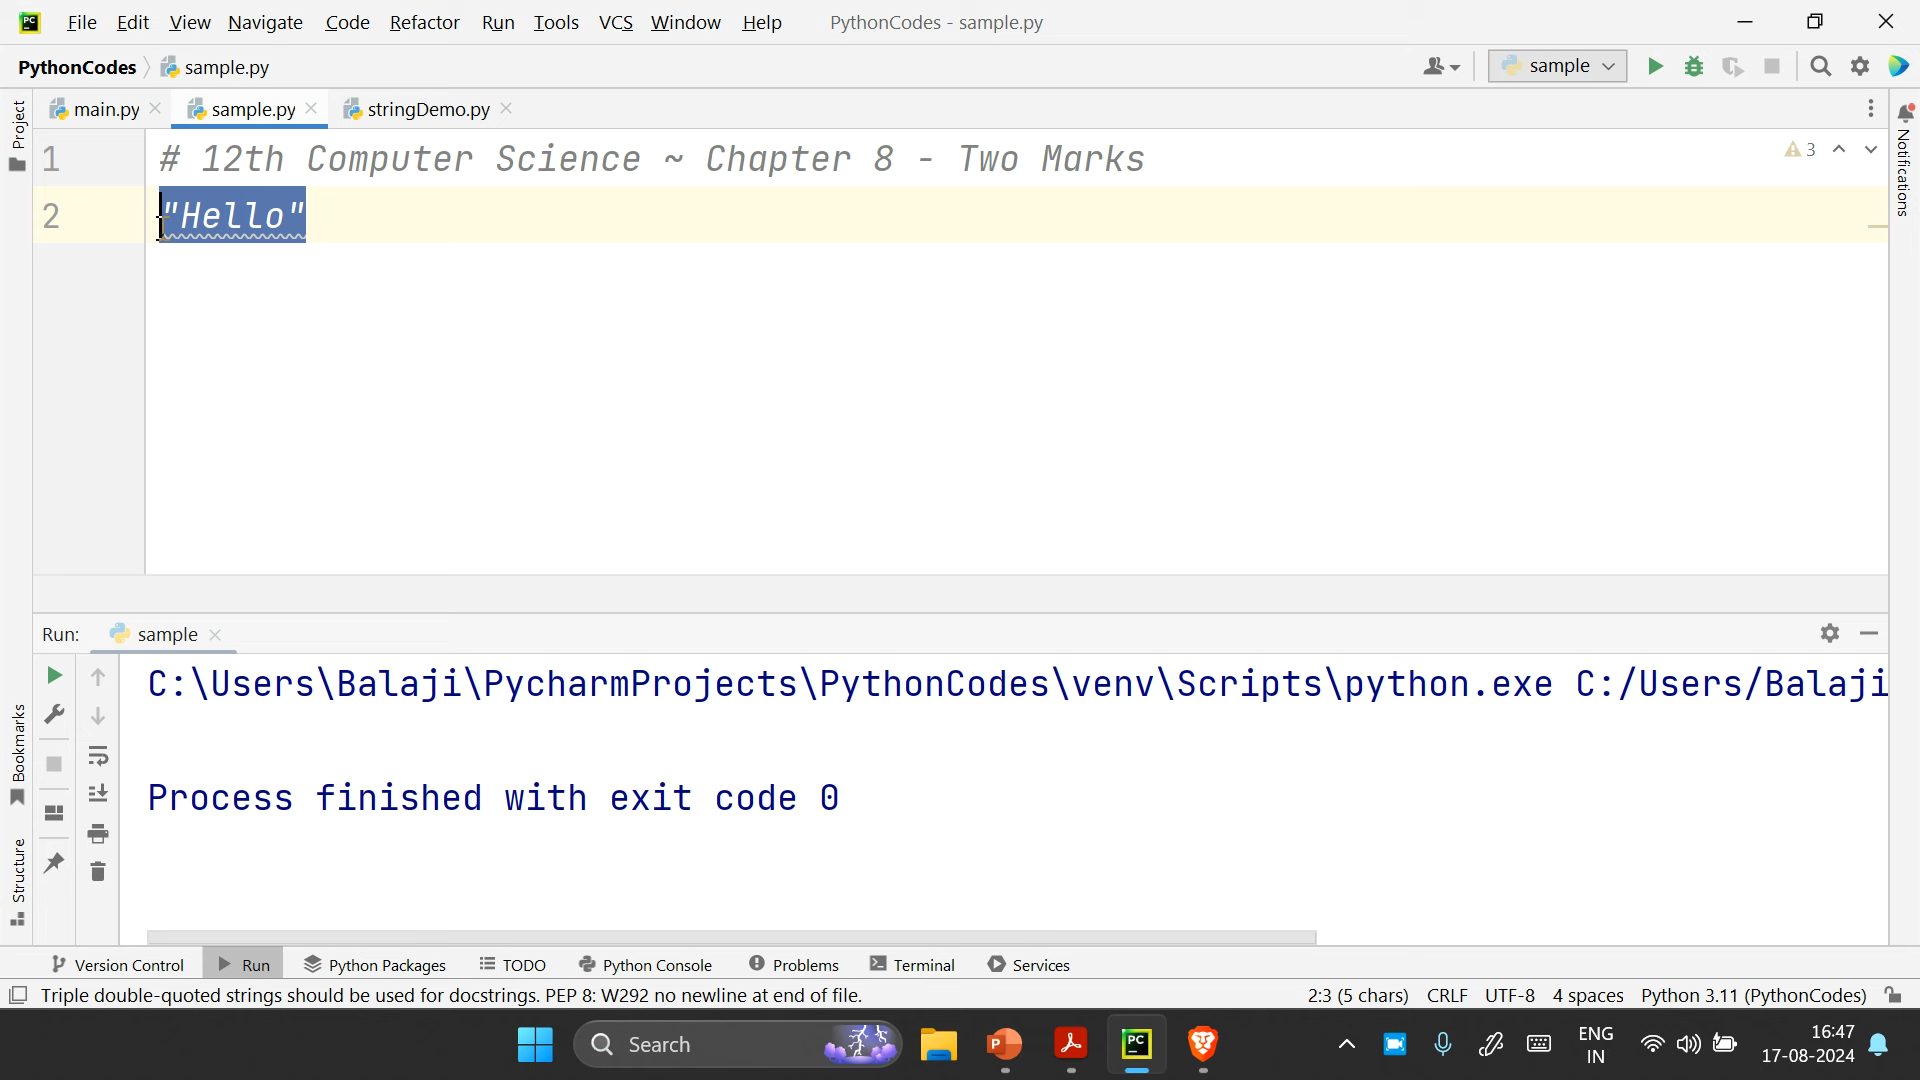 PC File Edit View Navigate Code Refactor Run Tools VCS Window Help PythonCodes - sample.py
PythonCodes sample.py sample
Project main.py sample.py stringDemo.py
1 # 12th Computer Science ~ Chapter 8 - Two Marks 3
2 "Hello"
Notifications
Run: sample
C:\Users\Balaji\PycharmProjects\PythonCodes\venv\Scripts\python.exe C:/Users/Balaji
Process finished with exit code 0
Bookmarks
Structure
Version Control Run Python Packages TODO Python Console Problems Terminal Services
Triple double-quoted strings should be used for docstrings. PEP 8: W292 no newline at end of file. 2:3 (5 chars) CRLF UTF-8 4 spaces Python 3.11 (PythonCodes)
Search P PC ENG 16:47
IN 17-08-2024